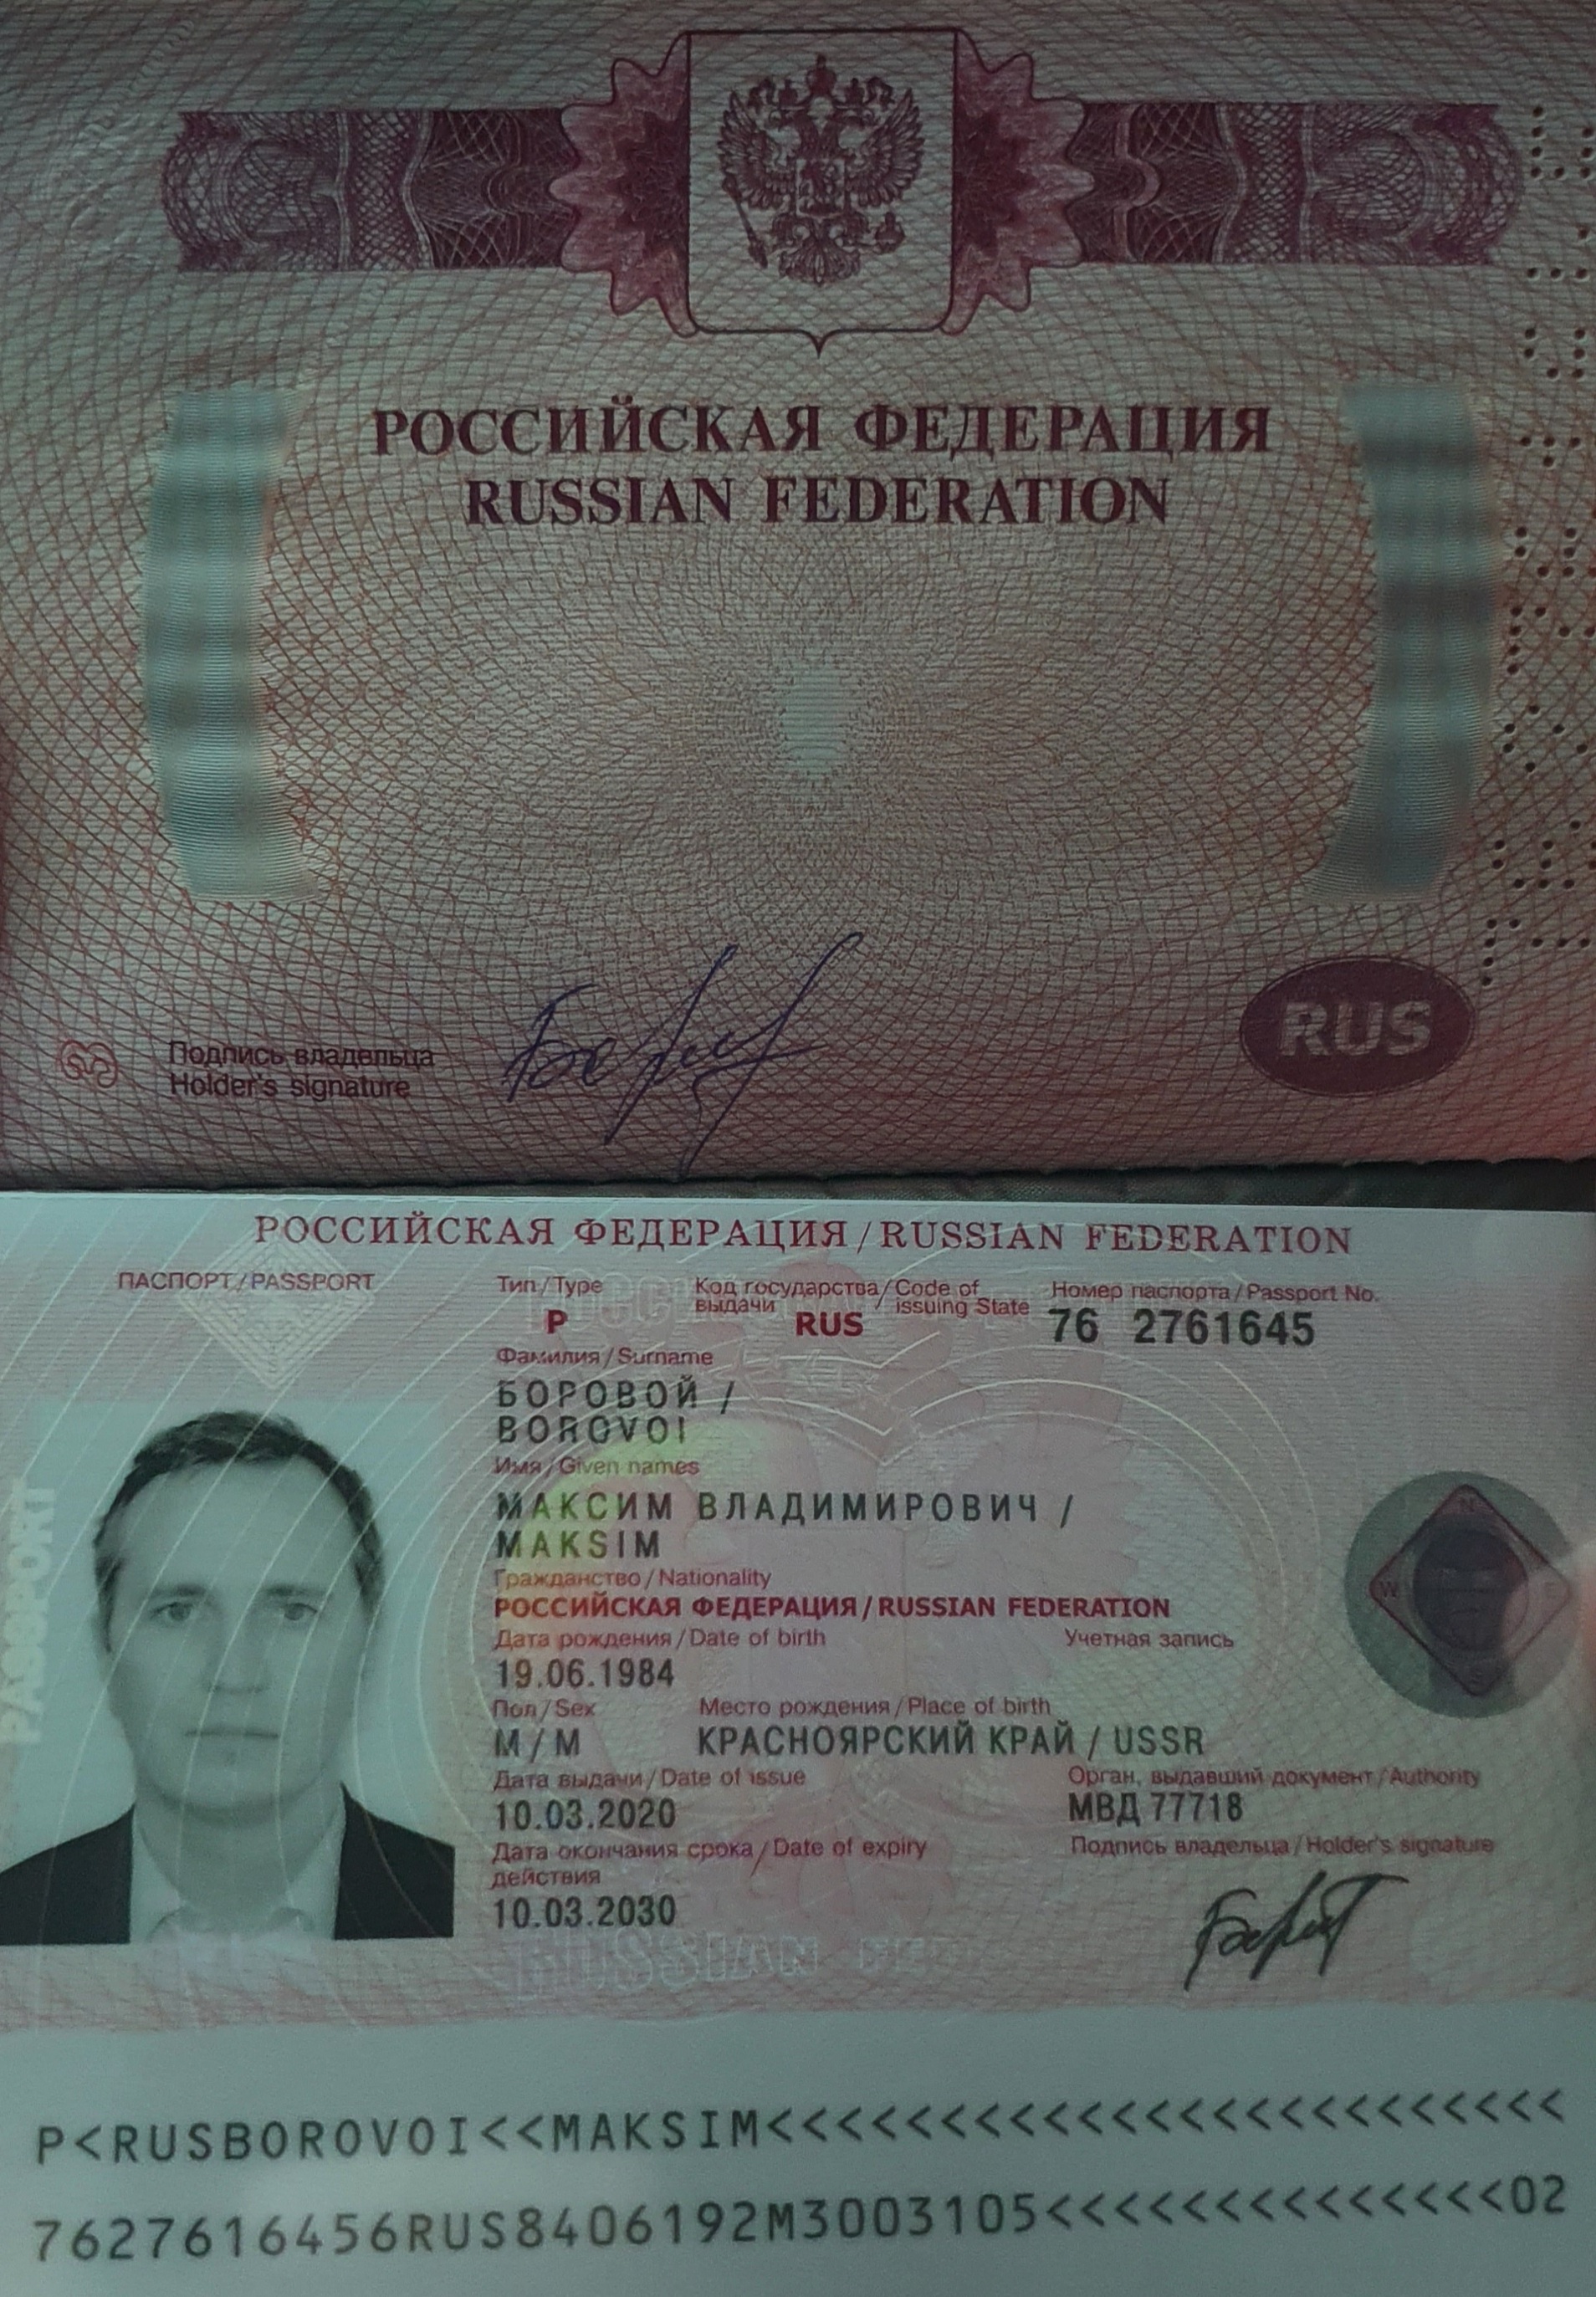 РОССИЙСКАЯ ФЕДЕРАЦИЯ
RUSSIAN FEDERATION
Подпись владельца
Holder's signature
RUS
РОССИЙСКАЯ ФЕДЕРАЦИЯ / RUSSIAN FEDERATION
ПАСПОРТ / PASSPORT
Тип / Type
Код государства / Code of
выдачи issuing State
Номер паспорта / Passport No.
P
RUS
76 2761645
Фамилия / Surname
БОРОВОЙ /
BOROVOI
Имя / Given names
МАКСИМ ВЛАДИМИРОВИЧ /
MAKSIM
Гражданство / Nationality
РОССИЙСКАЯ ФЕДЕРАЦИЯ / RUSSIAN FEDERATION
Дата рождения / Date of birth
Учетная запись
19.06.1984
Пол / Sex
Место рождения / Place of birth
М / M
КРАСНОЯРСКИЙ КРАЙ / USSR
Дата выдачи / Date of issue
Орган, выдавший документ / Authority
10.03.2020
МВД 77718
Дата окончания срока / Date of expiry
действия
Подпись владельца / Holder's signature
10.03.2030
PASSPORT
N
W
E
S
P<RUSBOROVOI<<MAKSIM<<<<<<<<<<<<<<<<<<<<<<<<
7627616456RUS8406192M3003105<<<<<<<<<<<<<<02